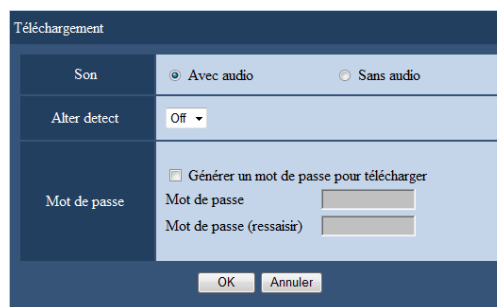 Téléchargement
Son
Avec audio
Sans audio
Alter detect
Off
Mot de passe
Générer un mot de passe pour télécharger
Mot de passe
Mot de passe (ressaisir)
OK
Annuler